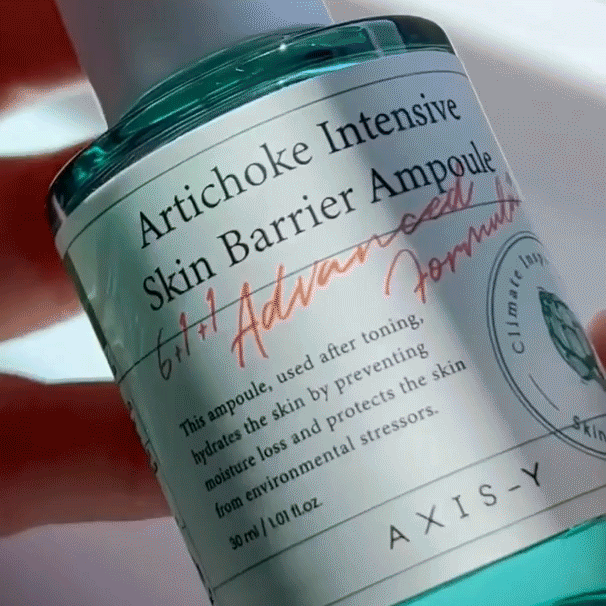 Artichoke Intensive
Skin Barrier Ampoule
6+1+1 Advanced
Formula
This ampoule, used after toning,
hydrates the skin by preventing
moisture loss and protects the skin
from environmental stressors.
30 ml / 1.01 fl.oz.
AXIS-Y
Climate
Skin